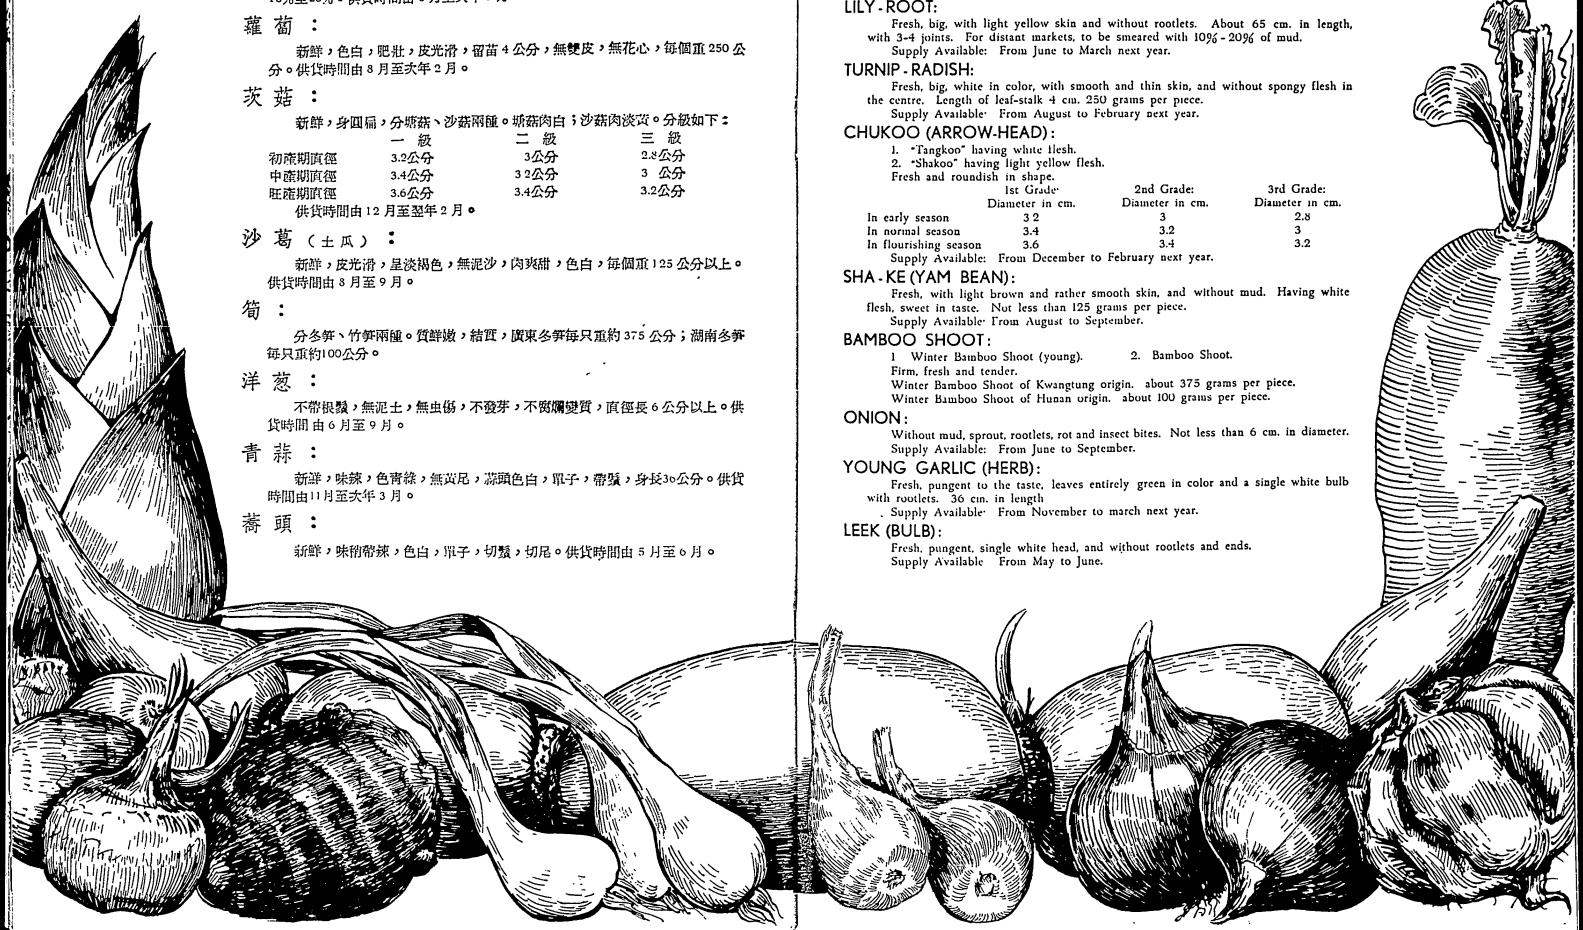 蘿蔔：
新鮮，色白，肥壯，皮光滑，留苗4公分，無雙皮，無花心，每個重250公
分。供貨時間由8月至次年2月。
茨菇：
新鮮，身圓扁，分塘菇、沙菇兩種。塘菇肉白；沙菇肉淡黃。分級如下：
一級 二級 三級
初產期直徑 3.2公分 3公分 2.8公分
中產期直徑 3.4公分 3 2公分 3 公分
旺產期直徑 3.6公分 3.4公分 3.2公分
供貨時間由12月至翌年2月。
沙葛（土瓜）：
新鮮，皮光滑，呈淡褐色，無泥沙，肉爽甜，色白，每個重125公分以上。
供貨時間由8月至9月。
筍：
分冬笋、竹笋兩種。質鮮嫩，結實，廣東冬笋每只重約375公分；湖南冬笋
每只重約100公分。
洋葱：
不帶根鬚，無泥土，無虫傷，不發芽，不腐爛變質，直徑長6公分以上。供
貨時間由6月至9月。
青蒜：
新鮮，味辣，色青綠，無黃尾，蒜頭色白，單子，帶鬚，身長36公分。供貨
時間由11月至次年3月。
蕎頭：
新鮮，味稍帶辣，色白，單子，切鬚，切尾。供貨時間由5月至6月。
LILY-ROOT:
Fresh, big, with light yellow skin and without rootlets. About 65 cm. in length,
with 3-4 joints. For distant markets, to be smeared with 10%-20% of mud.
Supply Available: From June to March next year.
TURNIP-RADISH:
Fresh, big, white in color, with smooth and thin skin, and without spongy flesh in
the centre. Length of leaf-stalk 4 cm. 250 grams per piece.
Supply Available· From August to February next year.
CHUKOO (ARROW-HEAD):
1. "Tangkoo" having white flesh.
2. "Shakoo" having light yellow flesh.
Fresh and roundish in shape.
1st Grade· 2nd Grade: 3rd Grade:
Diameter in cm. Diameter in cm. Diameter in cm.
In early season 3 2 3 2.8
In normal season 3.4 3.2 3
In flourishing season 3.6 3.4 3.2
Supply Available: From December to February next year.
SHA-KE (YAM BEAN):
Fresh, with light brown and rather smooth skin, and without mud. Having white
flesh, sweet in taste. Not less than 125 grams per piece.
Supply Available· From August to September.
BAMBOO SHOOT:
1 Winter Bamboo Shoot (young). 2. Bamboo Shoot.
Firm, fresh and tender.
Winter Bamboo Shoot of Kwangtung origin. about 375 grams per piece.
Winter Bamboo Shoot of Hunan origin. about 100 grams per piece.
ONION:
Without mud, sprout, rootlets, rot and insect bites. Not less than 6 cm. in diameter.
Supply Available: From June to September.
YOUNG GARLIC (HERB):
Fresh, pungent to the taste, leaves entirely green in color and a single white bulb
with rootlets. 36 cm. in length
Supply Available· From November to march next year.
LEEK (BULB):
Fresh, pungent, single white head, and without rootlets and ends.
Supply Available From May to June.